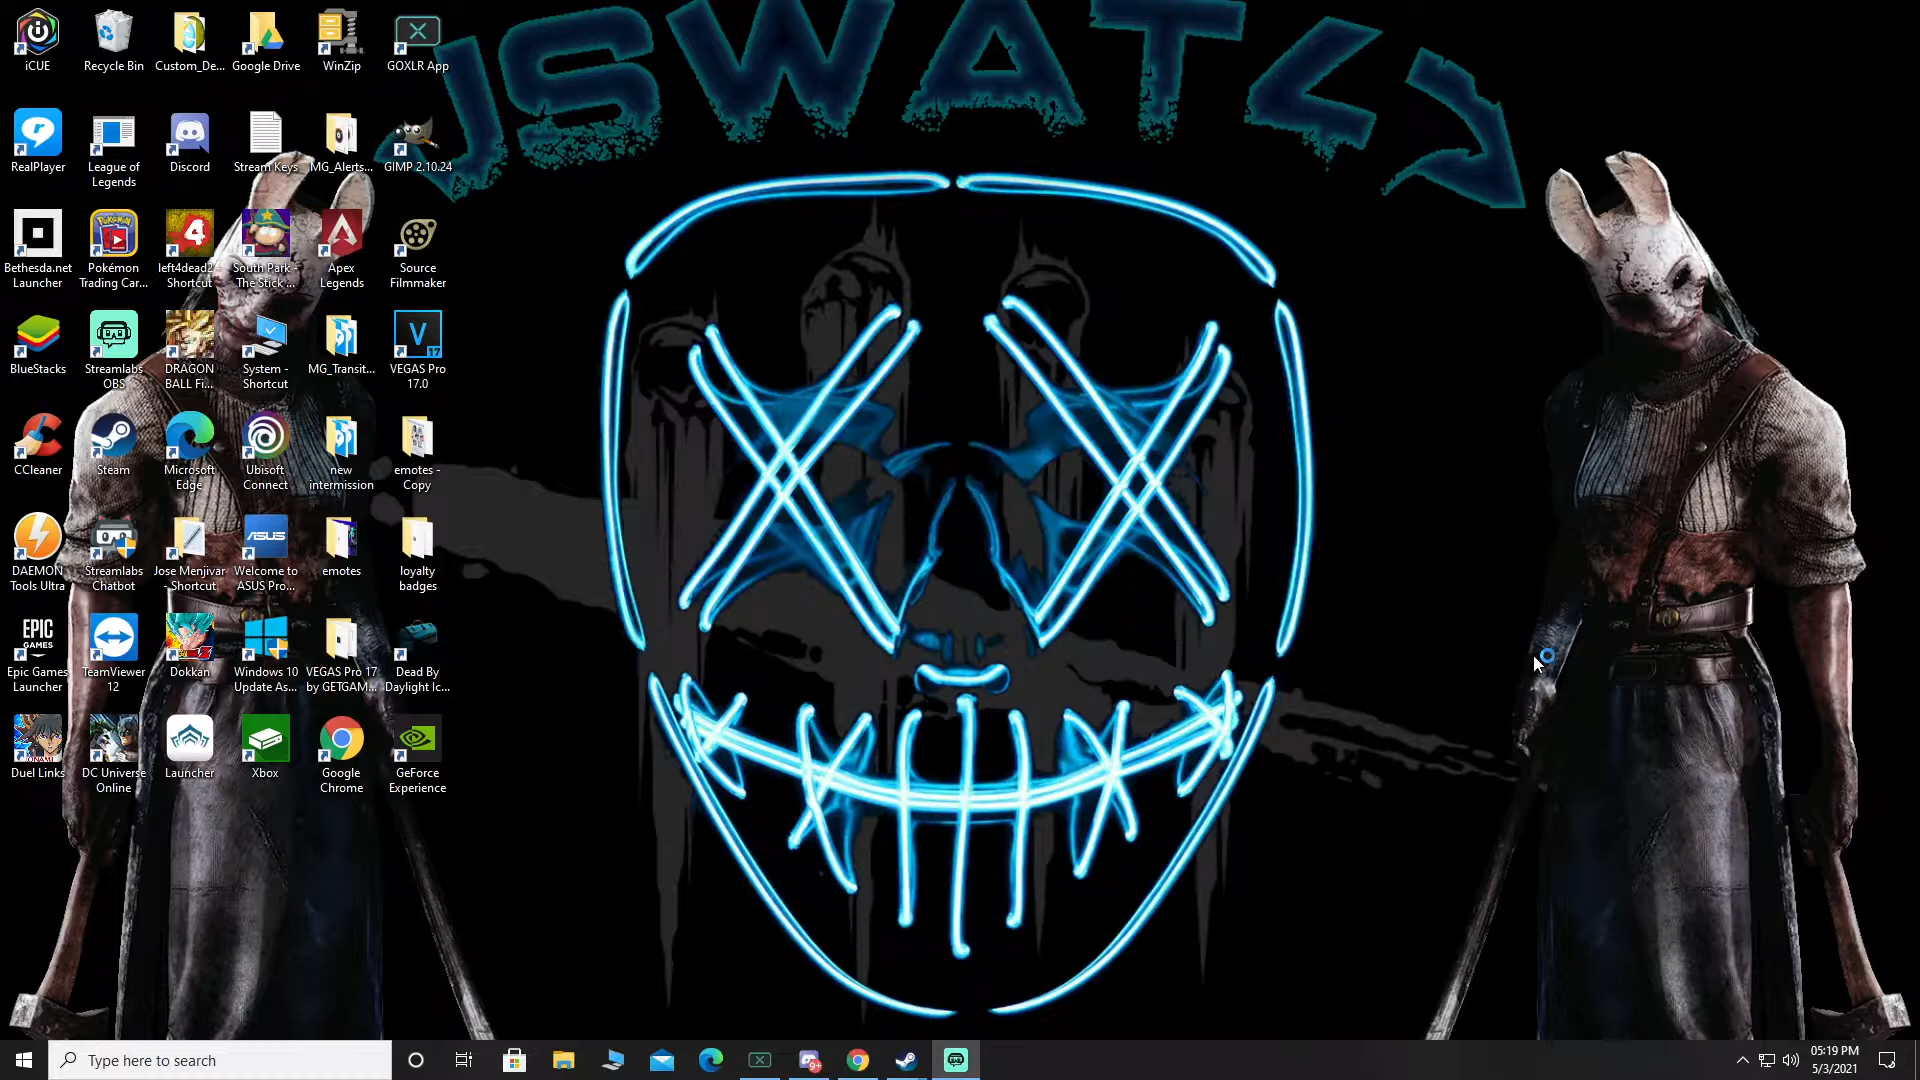 JSWAT
iCUE
Recycle Bin
Custom_De...
Google Drive
WinZip
GOXLR App
RealPlayer
League of
Legends
Discord
Stream Keys
MG_Alerts...
GIMP 2.10.24
Bethesda.net
Launcher
Pokémon
Trading Car...
left4dead2 -
Shortcut
South Park -
The Stick ...
Apex
Legends
Source
Filmmaker
BlueStacks
Streamlabs
OBS
DRAGON
BALL Fi...
System -
Shortcut
MG_Transit...
VEGAS Pro
17.0
CCleaner
Steam
Microsoft
Edge
Ubisoft
Connect
new
intermission
emotes -
Copy
DAEMON
Tools Ultra
Streamlabs
Chatbot
Jose Menjivar
- Shortcut
Welcome to
ASUS Pro...
emotes
loyalty
badges
Epic Games
Launcher
TeamViewer
12
Dokkan
Windows 10
Update As...
VEGAS Pro 17
by GETGAM...
Dead By
Daylight Ic...
Duel Links
DC Universe
Online
Launcher
Xbox
Google
Chrome
GeForce
Experience
Type here to search
9+
05:19 PM
5/3/2021